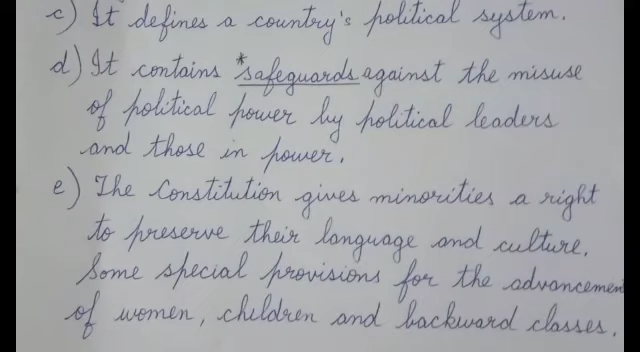 c) It defines a country's political system.
d) It contains *safeguards against the misuse
of political power by political leaders
and those in power.
e) The Constitution gives minorities a right
to preserve their language and culture.
Some special provisions for the advancemen
of women, children and backward classes.